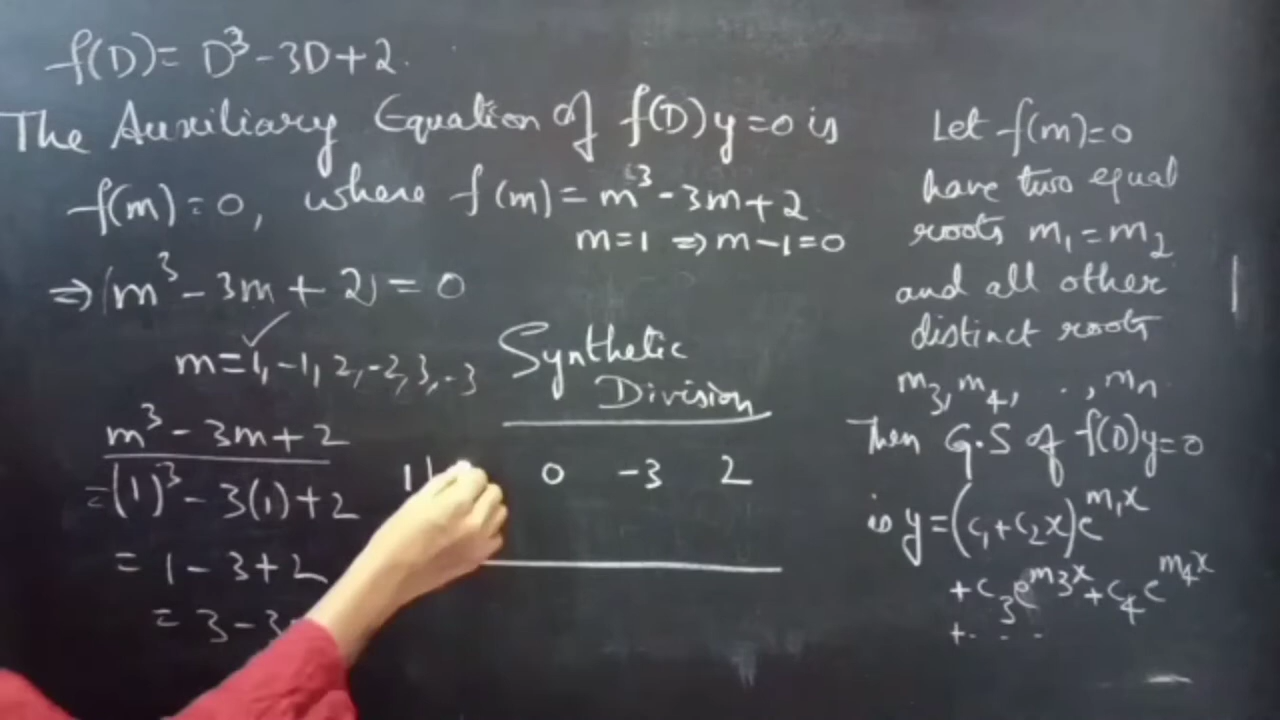 f(D)= D³-3D+2.
The Auxiliary Equation of f(D)y=0 is
f(m)=0, where f(m)=m³-3m+2
m=1 ⇒ m-1=0
⇒(m³-3m+2)=0
m=1,-1,2,-2,3,-3
m³-3m+2
=(1)³-3(1)+2
= 1-3+2
= 3-3
Synthetic
Division
1 0 -3 2
Let f(m)=0
have two equal
roots m₁=m₂
and all other
distinct roots
m₃,m₄, . . , mₙ
Then G.S of f(D)y=0
is y=(c₁+c₂x)e^m₁x
+c₃e^m₃x+c₄e^m₄x
+- - -